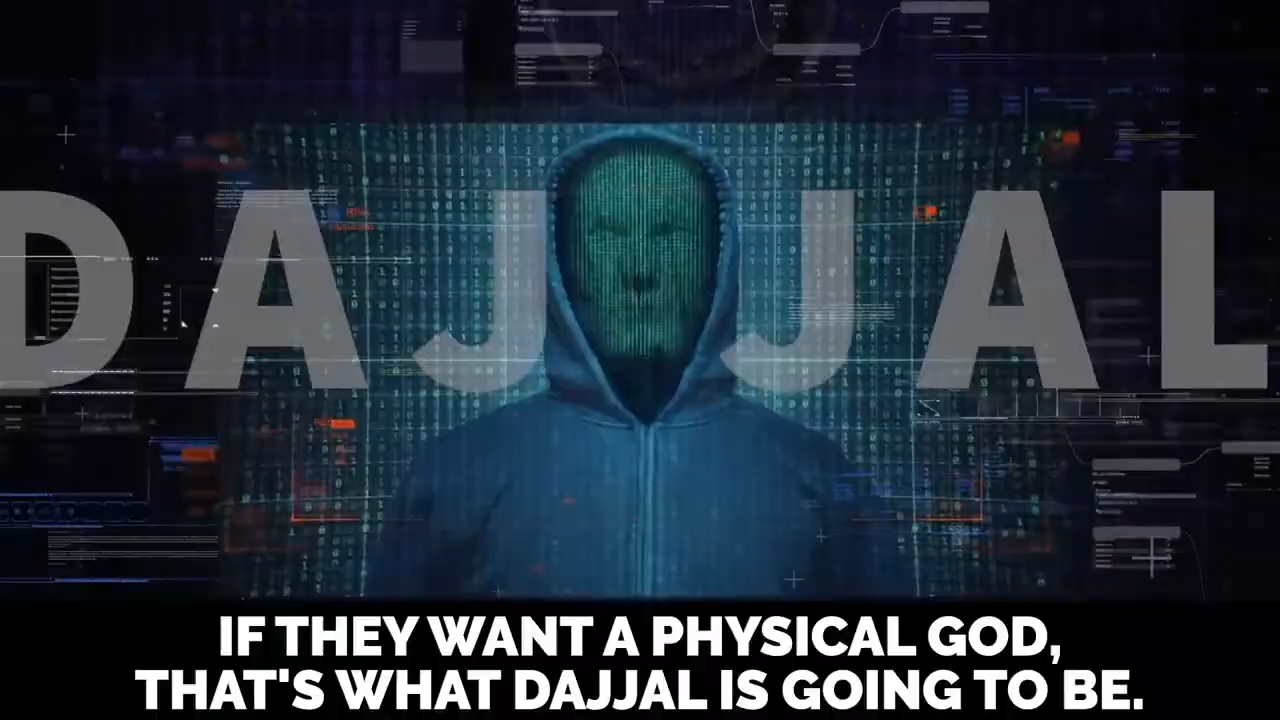 DAJJAL
IF THEY WANT A PHYSICAL GOD,
THAT'S WHAT DAJJAL IS GOING TO BE.